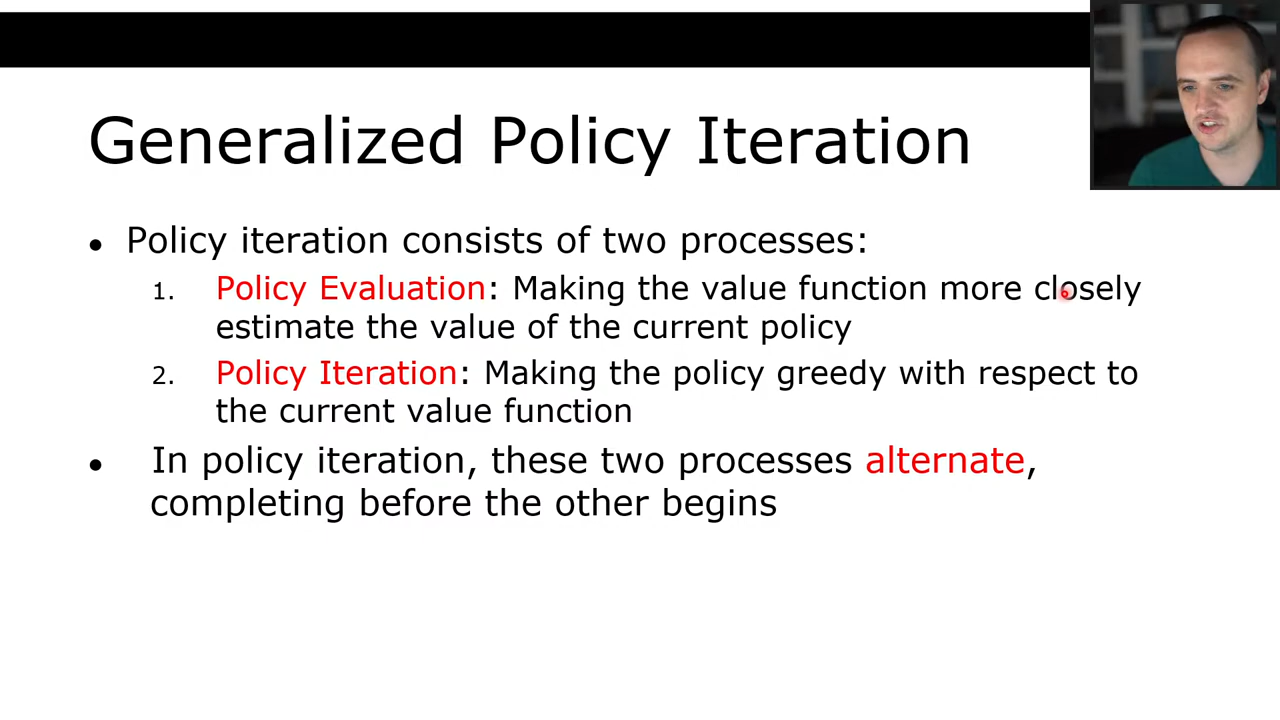 Generalized Policy Iteration
● Policy iteration consists of two processes:
1. Policy Evaluation: Making the value function more closely
estimate the value of the current policy
2. Policy Iteration: Making the policy greedy with respect to
the current value function
● In policy iteration, these two processes alternate,
completing before the other begins